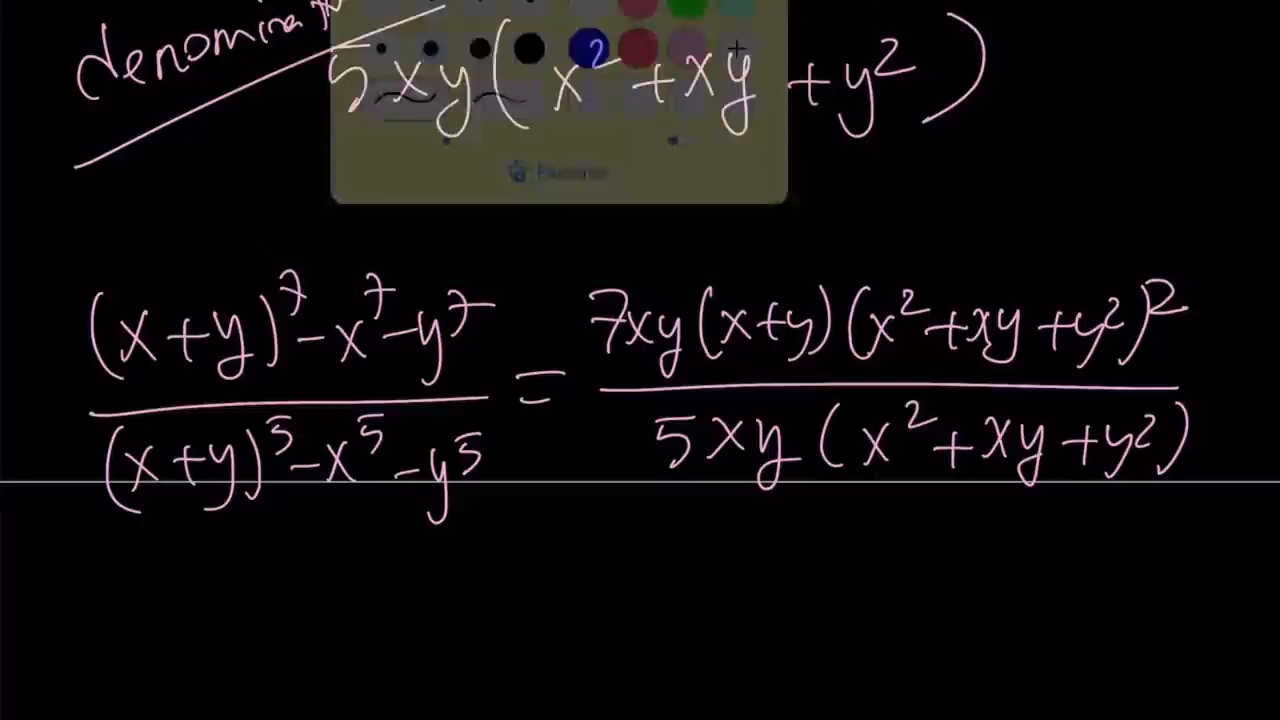 denominator
5xy(x²+xy+y²)
(x+y)⁷-x⁷-y⁷ = 7xy(x+y)(x²+xy+y²)²
(x+y)⁵-x⁵-y⁵ 5xy(x²+xy+y²)